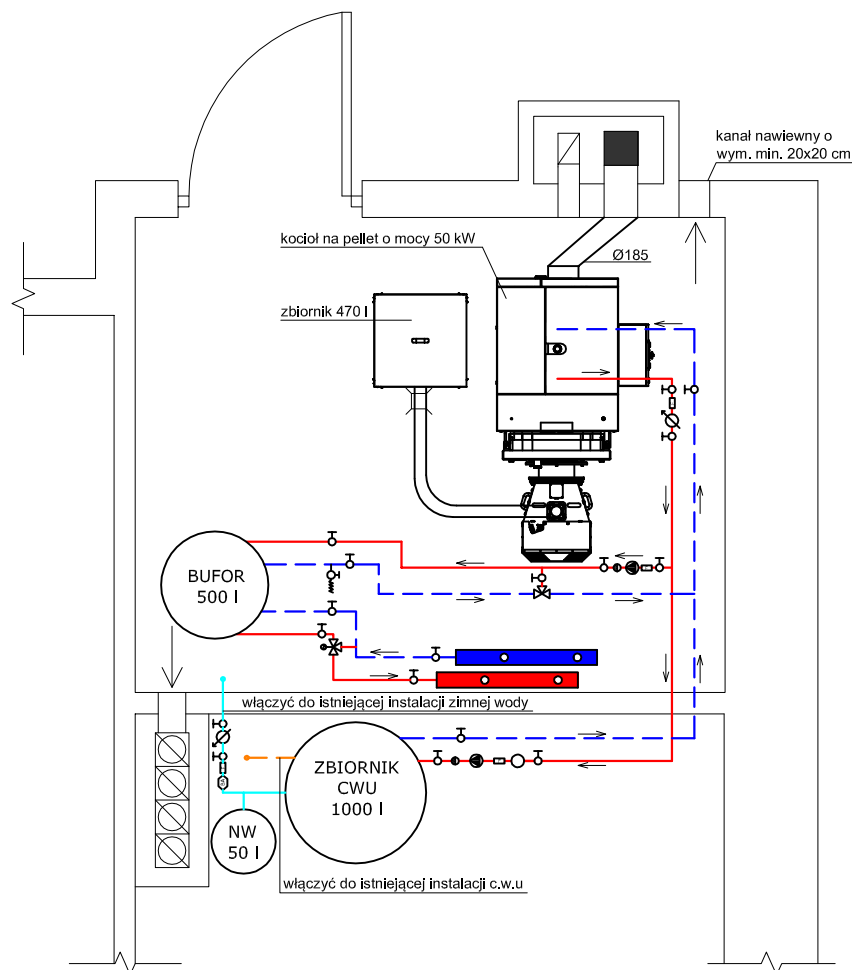 kanał nawiewny o
wym. min. 20x20 cm
kocioł na pellet o mocy 50 kW
Ø185
zbiornik 470 l
BUFOR
500 l
włączyć do istniejącej instalacji zimnej wody
ZBIORNIK
CWU
1000 l
NW
50 l
włączyć do istniejącej instalacji c.w.u